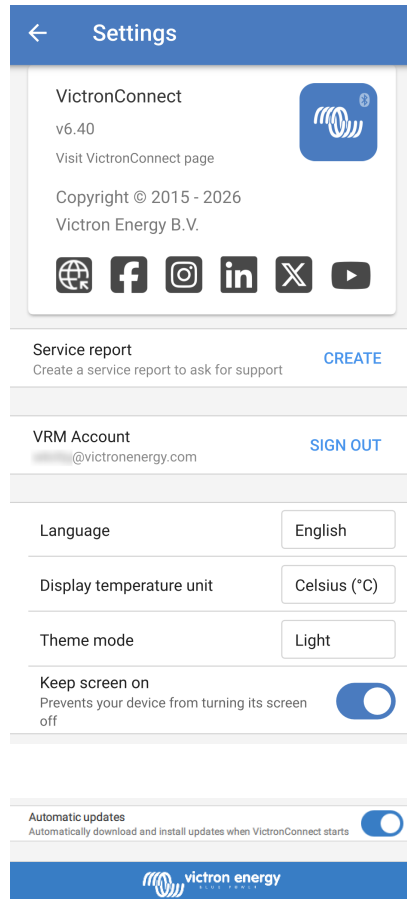 Settings
VictronConnect
v6.40
Visit VictronConnect page
Copyright © 2015 - 2026
Victron Energy B.V.
Service report
Create a service report to ask for support
CREATE
VRM Account
@victronenergy.com
SIGN OUT
Language
English
Display temperature unit
Celsius (°C)
Theme mode
Light
Keep screen on
Prevents your device from turning its screen
off
Automatic updates
Automatically download and install updates when VictronConnect starts
victron energy
BLUE POWER